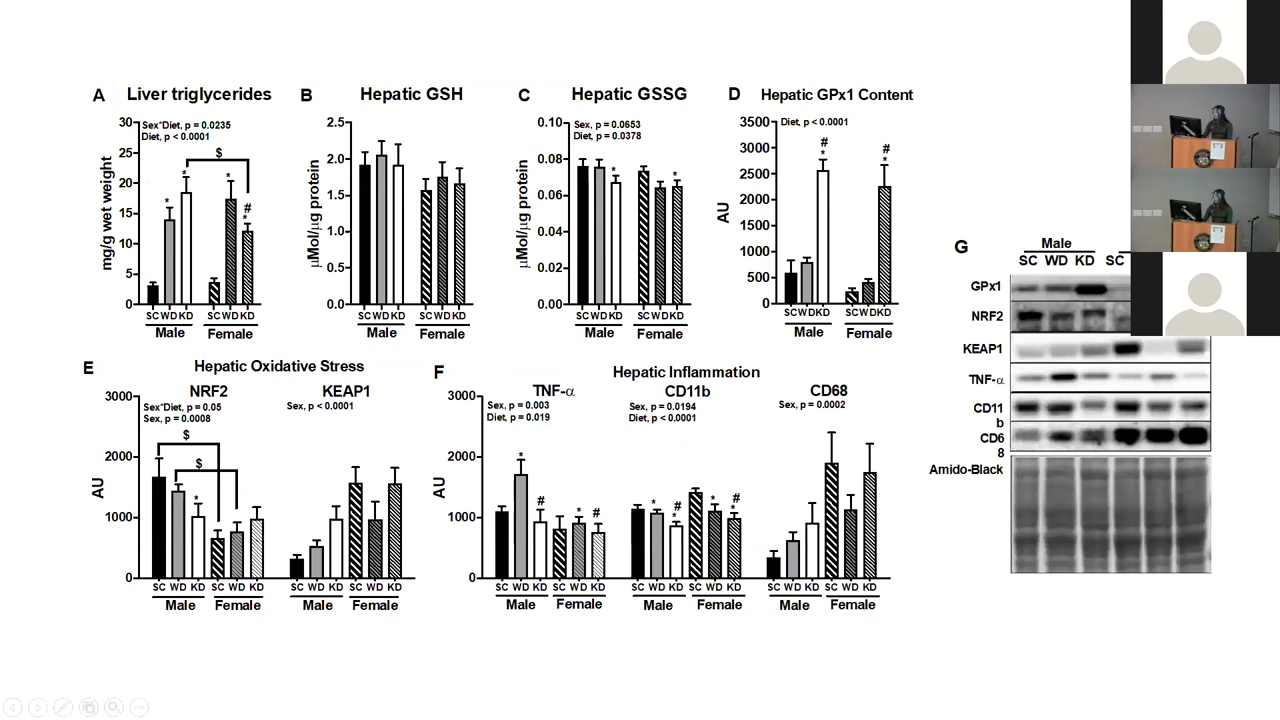 A Liver triglycerides
Sex*Diet, p = 0.0235
Diet, p < 0.0001
mg/g wet weight
30
25
20
15
10
5
0
$
*
*
*
#
*
SC WD KD SC WD KD
Male Female
B Hepatic GSH
µMol/µg protein
2.5
2.0
1.5
1.0
0.5
0.0
SC WD KD SC WD KD
Male Female
C Hepatic GSSG
Sex, p = 0.0653
Diet, p = 0.0378
µMol/µg protein
0.10
0.08
0.06
0.04
0.02
0.00
*
*
SC WD KD SC WD KD
Male Female
D Hepatic GPx1 Content
Diet, p < 0.0001
AU
3500
3000
2500
2000
1500
1000
500
0
#
*
#
*
SC WD KD SC WD KD
Male Female
E Hepatic Oxidative Stress
NRF2 KEAP1
Sex*Diet, p = 0.05
Sex, p = 0.0008
Sex, p < 0.0001
AU
3000
2000
1000
0
$
$
*
SC WD KD SC WD KD SC WD KD SC WD KD
Male Female Male Female
F Hepatic Inflammation
TNF-α CD11b CD68
Sex, p = 0.003
Diet, p = 0.019
Sex, p = 0.0194
Diet, p < 0.0001
Sex, p = 0.0002
AU
3000
2000
1000
0
*
#
*
#
*
#
*
*
#
*
SC WD KD SC WD KD SC WD KD SC WD KD SC WD KD SC WD KD
Male Female Male Female Male Female
G
Male
SC WD KD SC
GPx1
NRF2
KEAP1
TNF-α
CD11
b
CD6
8
Amido-Black